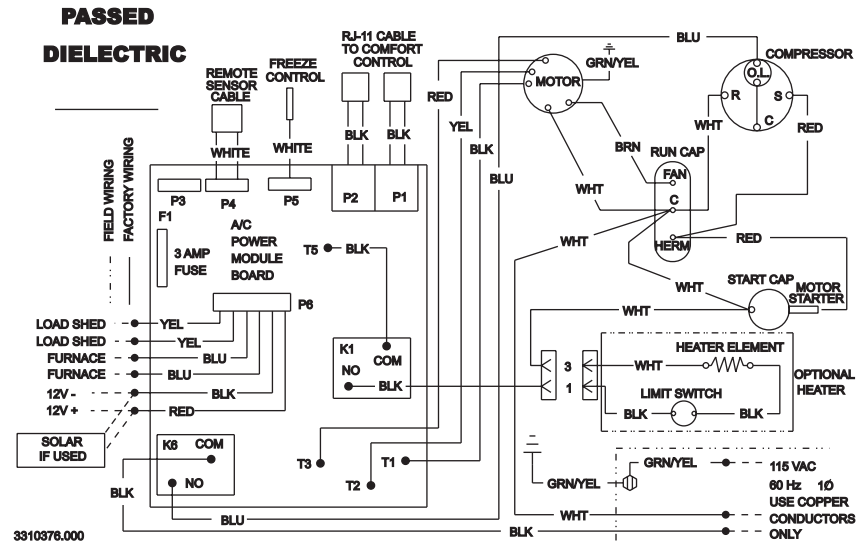 PASSED
DIELECTRIC
REMOTE
SENSOR
CABLE
FREEZE
CONTROL
RJ-11 CABLE
TO COMFORT
CONTROL
BLU
GRN/YEL
COMPRESSOR
O.L.
MOTOR
R
S
C
RED
YEL
BLK
BLU
WHT
RED
BRN
RUN CAP
FAN
C
HERM
WHT
WHT
RED
WHITE
WHITE
BLK
BLK
FIELD WIRING
FACTORY WIRING
P3
P4
P5
P2
P1
F1
3 AMP
FUSE
A/C
POWER
MODULE
BOARD
T5
BLK
P6
START CAP
MOTOR
STARTER
WHT
WHT
LOAD SHED
YEL
LOAD SHED
YEL
FURNACE
BLU
FURNACE
BLU
12V -
BLK
12V +
RED
SOLAR
IF USED
K1
COM
NO
BLK
3
1
HEATER ELEMENT
WHT
LIMIT SWITCH
BLK
BLK
OPTIONAL
HEATER
K6
COM
NO
T3
T2
T1
BLK
BLU
GRN/YEL
GRN/YEL
115 VAC
60 Hz 1Ø
USE COPPER
CONDUCTORS
ONLY
WHT
BLK
3310376.000